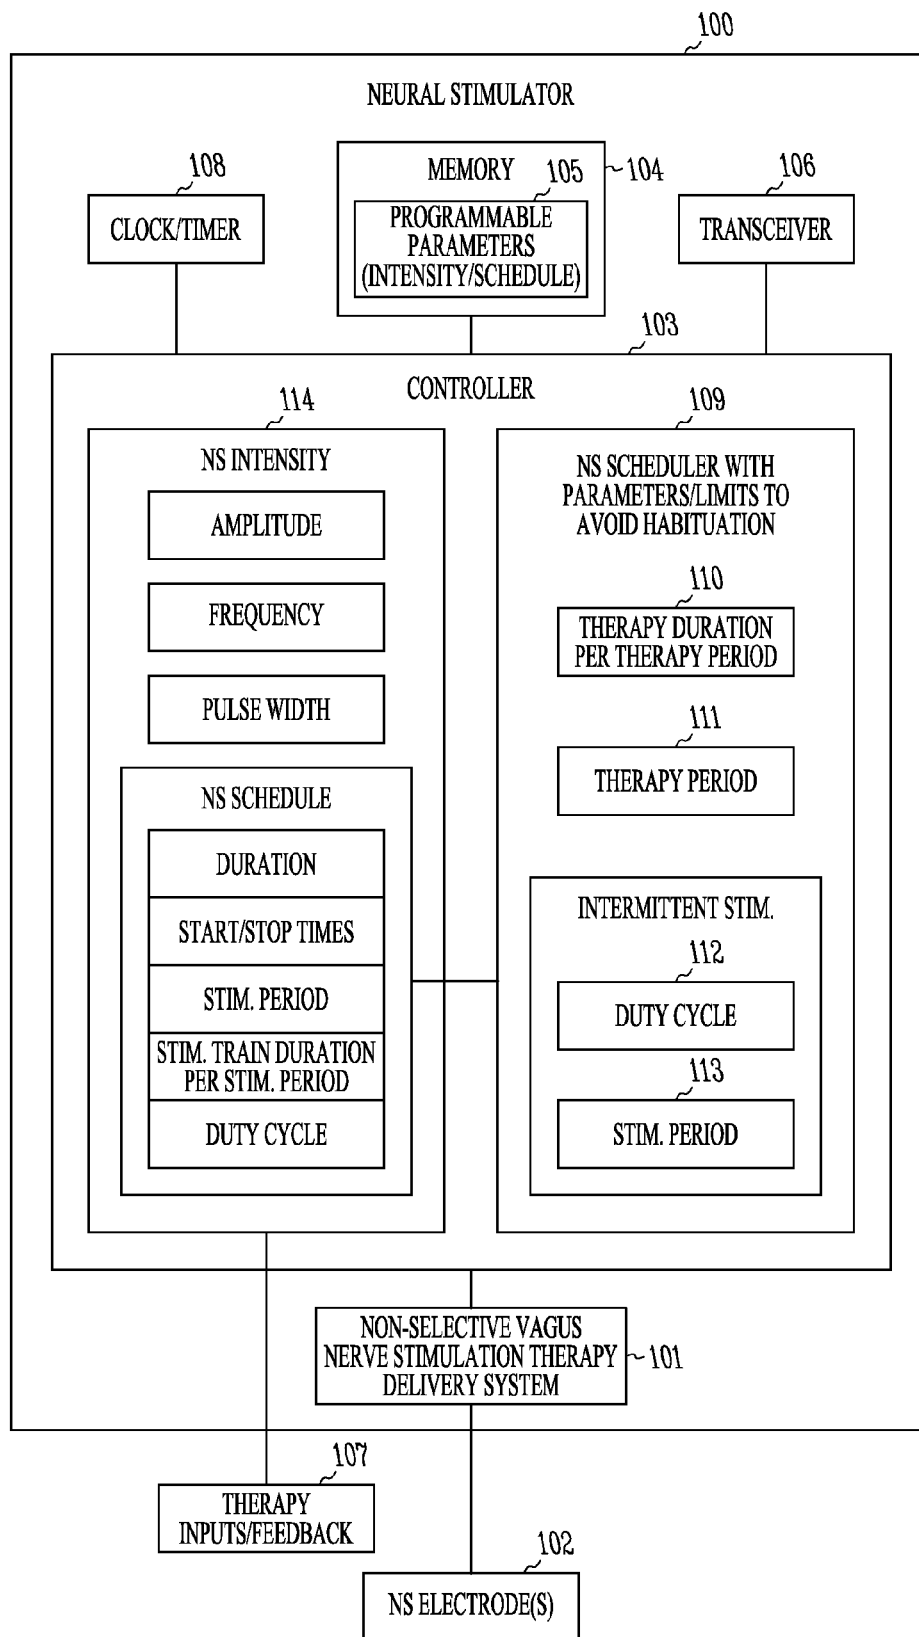 100
NEURAL STIMULATOR
108
CLOCK/TIMER
MEMORY
104
105
PROGRAMMABLE
PARAMETERS
(INTENSITY/SCHEDULE)
106
TRANSCEIVER
103
CONTROLLER
114
NS INTENSITY
AMPLITUDE
FREQUENCY
PULSE WIDTH
NS SCHEDULE
DURATION
START/STOP TIMES
STIM. PERIOD
STIM. TRAIN DURATION
PER STIM. PERIOD
DUTY CYCLE
109
NS SCHEDULER WITH
PARAMETERS/LIMITS TO
AVOID HABITUATION
110
THERAPY DURATION
PER THERAPY PERIOD
111
THERAPY PERIOD
INTERMITTENT STIM.
112
DUTY CYCLE
113
STIM. PERIOD
NON-SELECTIVE VAGUS
NERVE STIMULATION THERAPY
DELIVERY SYSTEM
101
107
THERAPY
INPUTS/FEEDBACK
102
NS ELECTRODE(S)